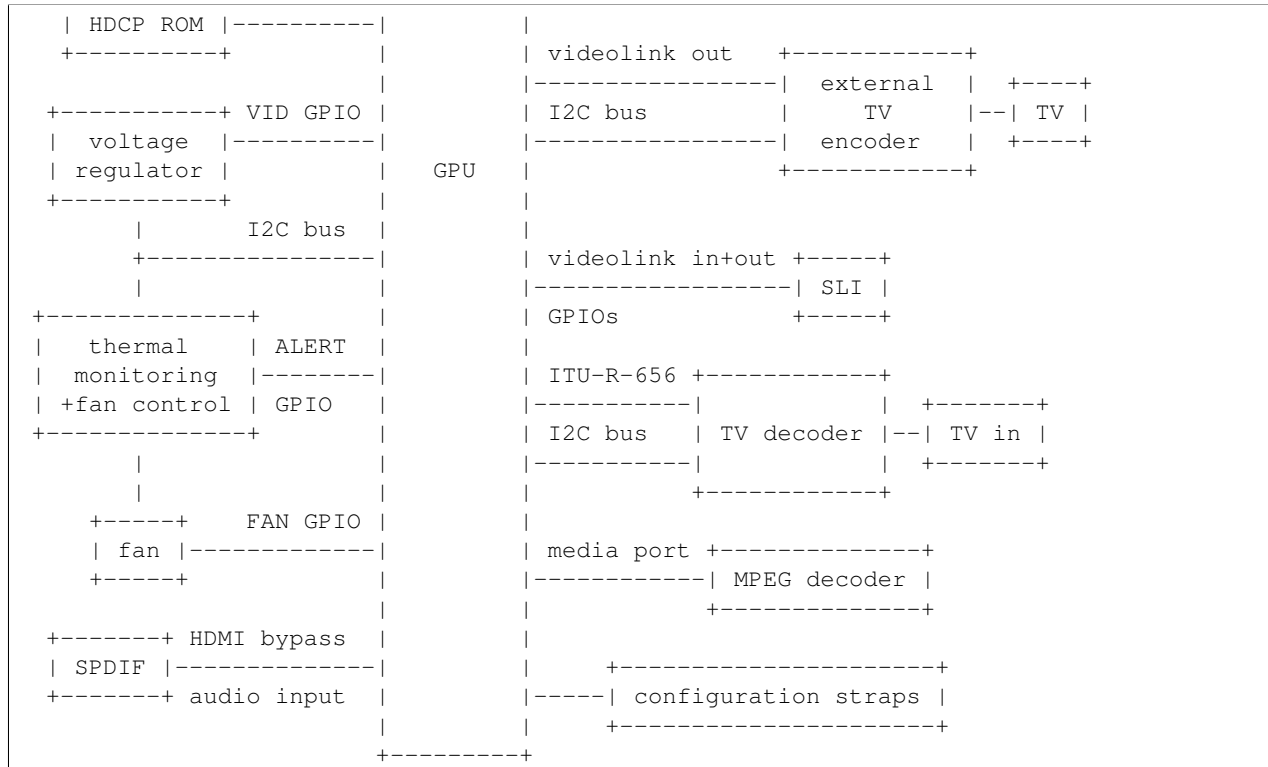 | HDCP ROM |----------| |
+----------+ | | videolink out +------------+
| |-----------------| external | +----+
+-----------+ VID GPIO | | I2C bus | TV |--| TV |
| voltage |----------| |-----------------| encoder | +----+
| regulator | | GPU | +------------+
+-----------+ | |
| I2C bus | |
+----------------| | videolink in+out +-----+
| | |------------------| SLI |
+--------------+ | | GPIOs +-----+
| thermal | ALERT | |
| monitoring |--------| | ITU-R-656 +------------+
| +fan control | GPIO | |-----------| | +-------+
+--------------+ | | I2C bus | TV decoder |--| TV in |
| | |-----------| | +-------+
| | | +------------+
+-----+ FAN GPIO | |
| fan |-------------| | media port +--------------+
+-----+ | |------------| MPEG decoder |
| | +--------------+
+-------+ HDMI bypass | |
| SPDIF |--------------| | +----------------------+
+-------+ audio input | |-----| configuration straps |
| | +----------------------+
+---------+